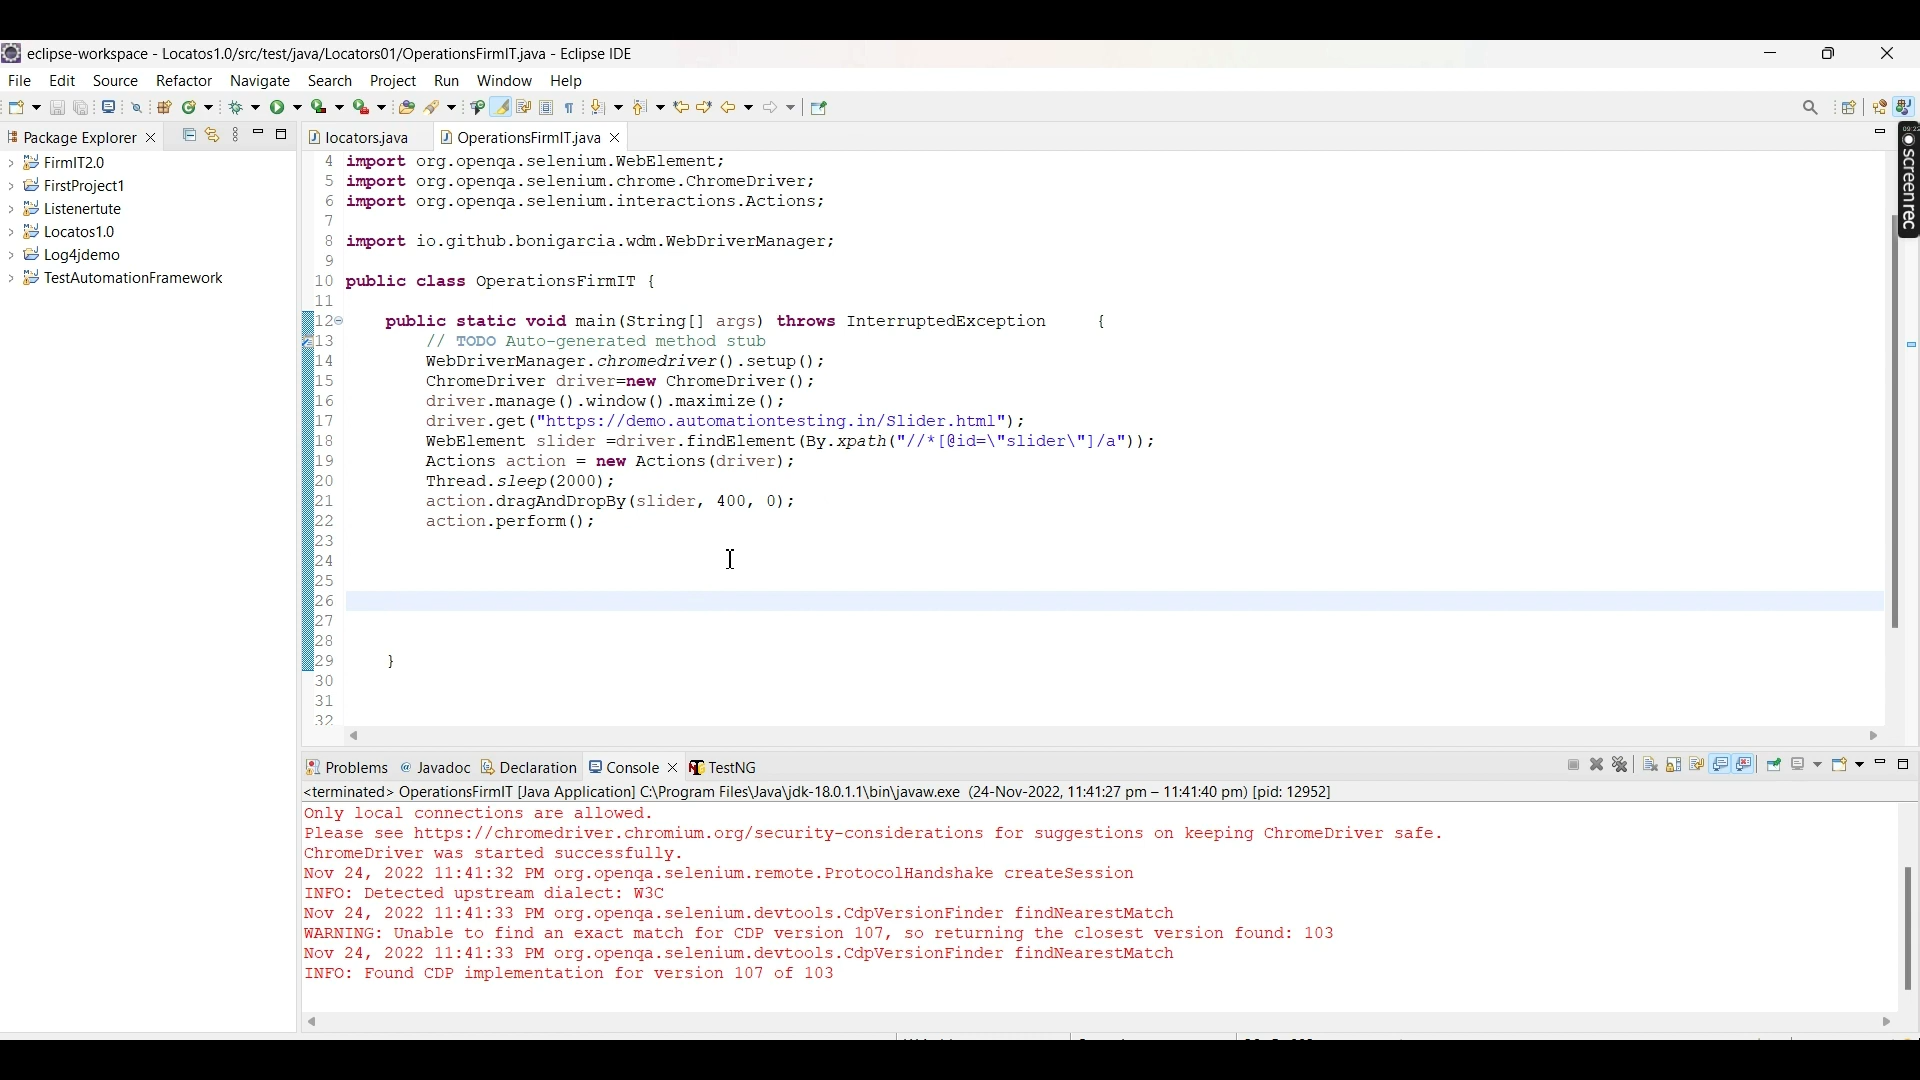 eclipse-workspace - Locatos1.0/src/test/java/Locators01/OperationsFirmIT.java - Eclipse IDE
File Edit Source Refactor Navigate Search Project Run Window Help
Package Explorer
FirmIT2.0
FirstProject1
Listenertute
Locatos1.0
Log4jdemo
TestAutomationFramework
locators.java OperationsFirmIT.java
4 import org.openqa.selenium.WebElement;
5 import org.openqa.selenium.chrome.ChromeDriver;
6 import org.openqa.selenium.interactions.Actions;
7
8 import io.github.bonigarcia.wdm.WebDriverManager;
9
10 public class OperationsFirmIT {
11
12 public static void main(String[] args) throws InterruptedException {
13 // TODO Auto-generated method stub
14 WebDriverManager.chromedriver().setup();
15 ChromeDriver driver=new ChromeDriver();
16 driver.manage().window().maximize();
17 driver.get("https://demo.automationtesting.in/Slider.html");
18 WebElement slider =driver.findElement(By.xpath("//*[@id=\"slider\"]/a"));
19 Actions action = new Actions(driver);
20 Thread.sleep(2000);
21 action.dragAndDropBy(slider, 400, 0);
22 action.perform();
23
24
25
26
27
28
29 }
30
31
32
screenrec
Problems @ Javadoc Declaration Console TestNG
<terminated> OperationsFirmIT [Java Application] C:\Program Files\Java\jdk-18.0.1.1\bin\javaw.exe (24-Nov-2022, 11:41:27 pm – 11:41:40 pm) [pid: 12952]
Only local connections are allowed.
Please see https://chromedriver.chromium.org/security-considerations for suggestions on keeping ChromeDriver safe.
ChromeDriver was started successfully.
Nov 24, 2022 11:41:32 PM org.openqa.selenium.remote.ProtocolHandshake createSession
INFO: Detected upstream dialect: W3C
Nov 24, 2022 11:41:33 PM org.openqa.selenium.devtools.CdpVersionFinder findNearestMatch
WARNING: Unable to find an exact match for CDP version 107, so returning the closest version found: 103
Nov 24, 2022 11:41:33 PM org.openqa.selenium.devtools.CdpVersionFinder findNearestMatch
INFO: Found CDP implementation for version 107 of 103